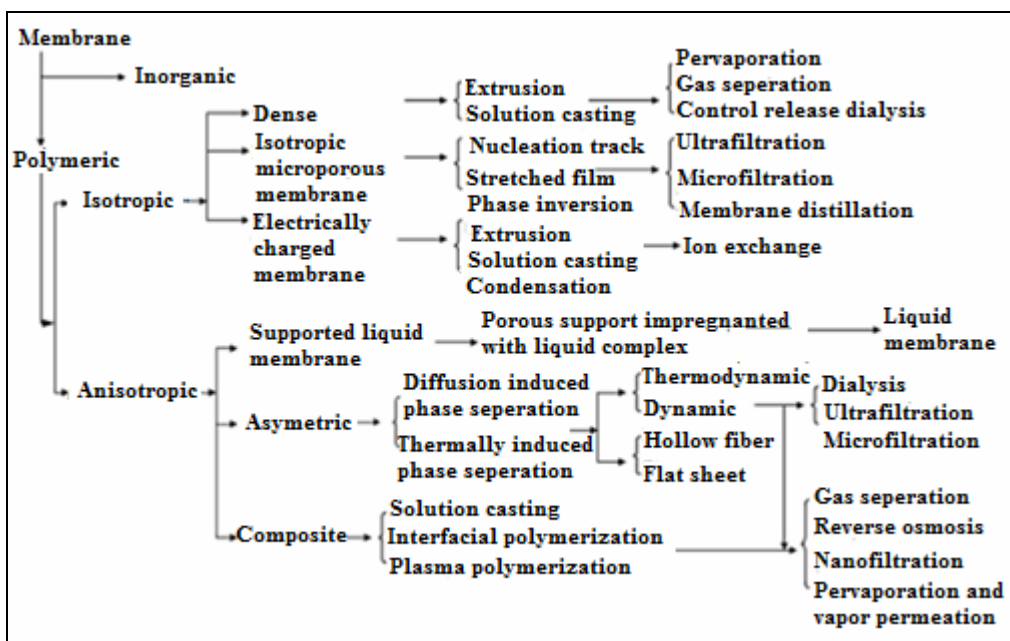 Membrane
Inorganic
Polymeric
Isotropic
Dense
Extrusion
Solution casting
Pervaporation
Gas seperation
Control release dialysis
Isotropic
microporous
membrane
Nucleation track
Stretched film
Phase inversion
Ultrafiltration
Microfiltration
Membrane distillation
Electrically
charged
membrane
Extrusion
Solution casting
Condensation
Ion exchange
Anisotropic
Supported liquid
membrane
Porous support impregnanted
with liquid complex
Liquid
membrane
Asymetric
Diffusion induced
phase seperation
Thermally induced
phase seperation
Thermodynamic
Dynamic
Hollow fiber
Flat sheet
Dialysis
Ultrafiltration
Microfiltration
Composite
Solution casting
Interfacial polymerization
Plasma polymerization
Gas seperation
Reverse osmosis
Nanofiltration
Pervaporation and
vapor permeation